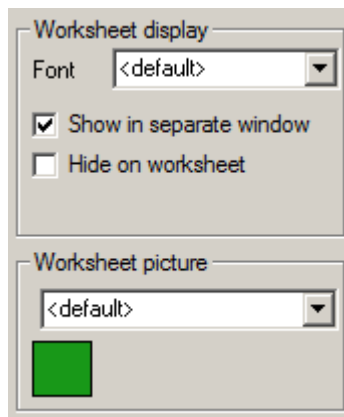 Worksheet display
Font <default>
Show in separate window
Hide on worksheet
Worksheet picture
<default>